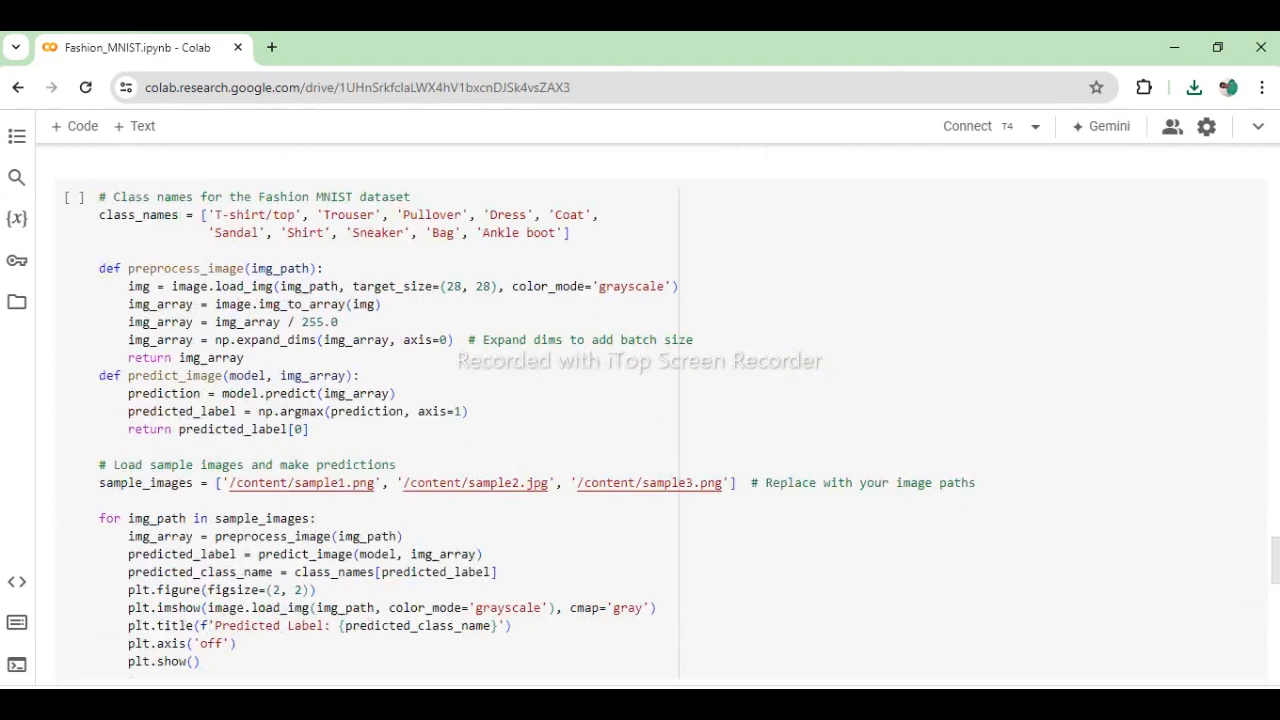 Fashion_MNIST.ipynb - Colab
colab.research.google.com/drive/1UHnSrkfclaLWX4hV1bxcnDJSk4vsZAX3
+ Code + Text
Connect T4
Gemini
[ ] # Class names for the Fashion MNIST dataset
class_names = ['T-shirt/top', 'Trouser', 'Pullover', 'Dress', 'Coat',
'Sandal', 'Shirt', 'Sneaker', 'Bag', 'Ankle boot']
def preprocess_image(img_path):
img = image.load_img(img_path, target_size=(28, 28), color_mode='grayscale')
img_array = image.img_to_array(img)
img_array = img_array / 255.0
img_array = np.expand_dims(img_array, axis=0)  # Expand dims to add batch size
return img_array
Recorded with iTop Screen Recorder
def predict_image(model, img_array):
prediction = model.predict(img_array)
predicted_label = np.argmax(prediction, axis=1)
return predicted_label[0]
# Load sample images and make predictions
sample_images = ['/content/sample1.png', '/content/sample2.jpg', '/content/sample3.png']  # Replace with your image paths
for img_path in sample_images:
img_array = preprocess_image(img_path)
predicted_label = predict_image(model, img_array)
predicted_class_name = class_names[predicted_label]
plt.figure(figsize=(2, 2))
plt.imshow(image.load_img(img_path, color_mode='grayscale'), cmap='gray')
plt.title(f'Predicted Label: {predicted_class_name}')
plt.axis('off')
plt.show()